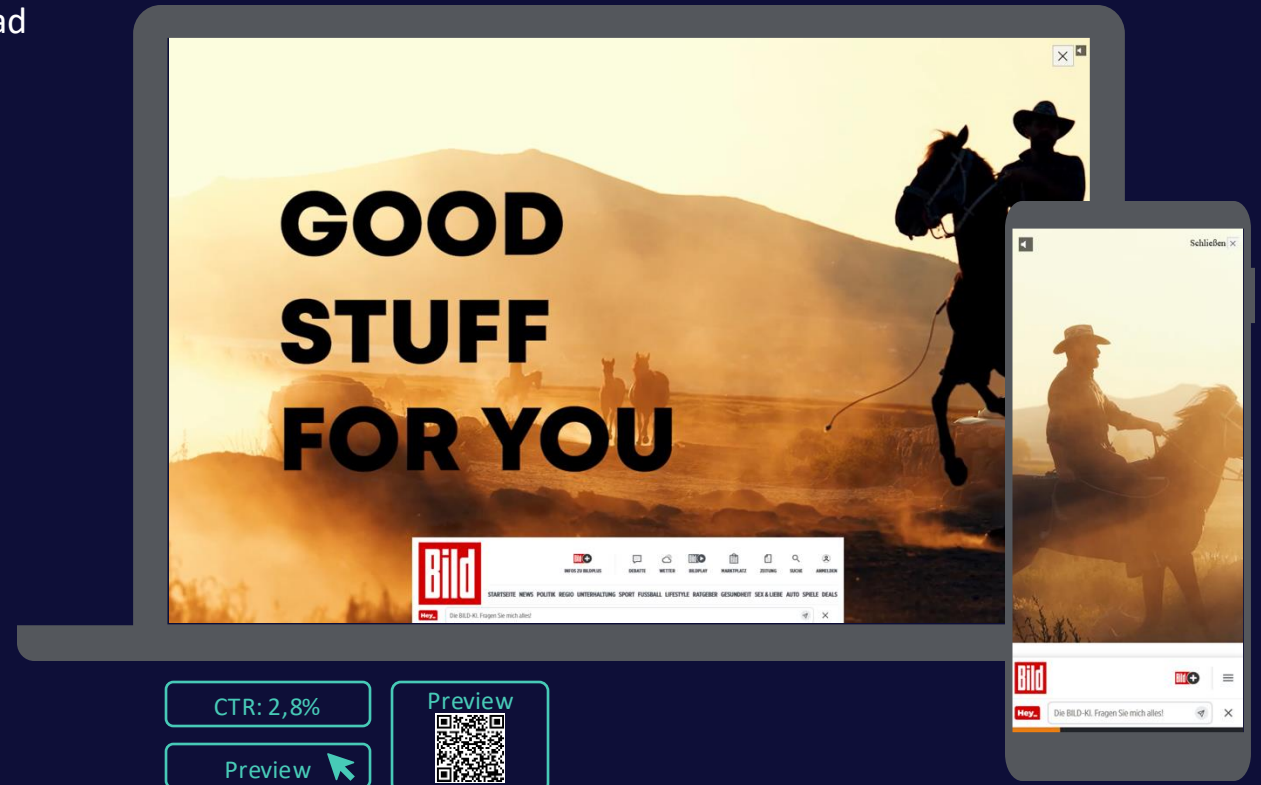 ad
GOOD
STUFF
FOR YOU
Bild
Bild
INFOS ZU BILDPLUS
DEBATTE
WETTER
BILDPLAY
MARKTPLATZ
ZEITUNG
SUCHE
ANMELDEN
STARTSEITE NEWS POLITIK REGIO UNTERHALTUNG SPORT FUSSBALL LIFESTYLE RATGEBER GESUNDHEIT SEX & LIEBE AUTO SPIELE DEALS
Hey_ Die BILD-KI. Fragen Sie mich alles!
Schließen
Bild
Bild
Hey_ Die BILD-KI. Fragen Sie mich alles!
CTR: 2,8%
Preview
Preview